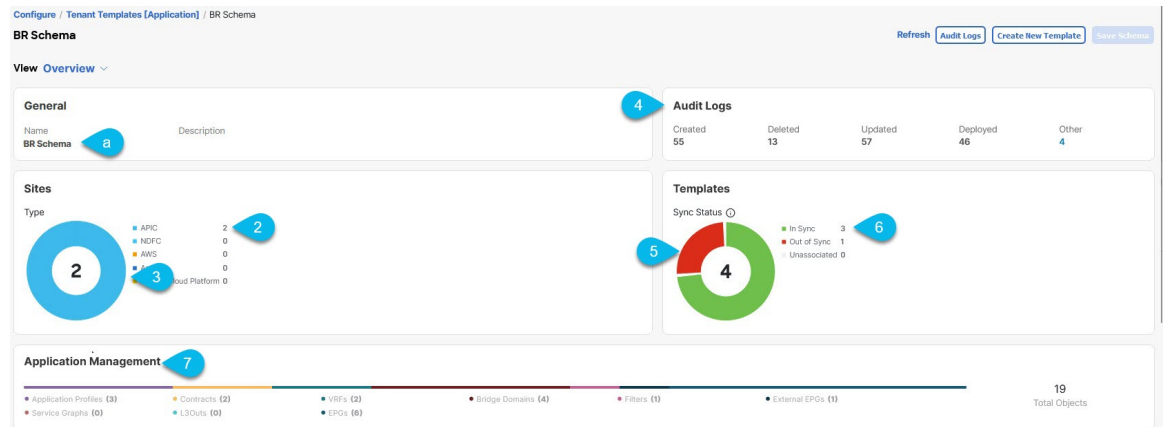 Configure / Tenant Templates [Application] / BR Schema
BR Schema
Refresh Audit Logs Create New Template Save Schema
View Overview
General
Name Description
BR Schema a
4 Audit Logs
Created Deleted Updated Deployed Other
55 13 57 46 4
Sites
Type
2
APIC 2 2
NDFC 0
AWS 0
0
3
loud Platform 0
Templates
Sync Status
5
4
In Sync 3 6
Out of Sync 1
Unassociated 0
Application Management 7
Application Profiles (3) Contracts (2) VRFs (2) Bridge Domains (4) Filters (1) External EPGs (1)
Service Graphs (0) L3Outs (0) EPGs (6)
19
Total Objects